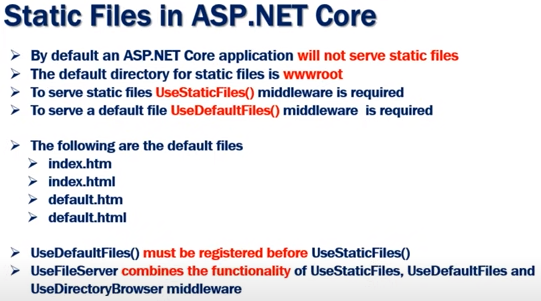 Static Files in ASP.NET Core
By default an ASP.NET Core application will not serve static files
The default directory for static files is wwwroot
To serve static files UseStaticFiles() middleware is required
To serve a default file UseDefaultFiles() middleware is required
The following are the default files
index.htm
index.html
default.htm
default.html
UseDefaultFiles() must be registered before UseStaticFiles()
UseFileServer combines the functionality of UseStaticFiles, UseDefaultFiles and
UseDirectoryBrowser middleware